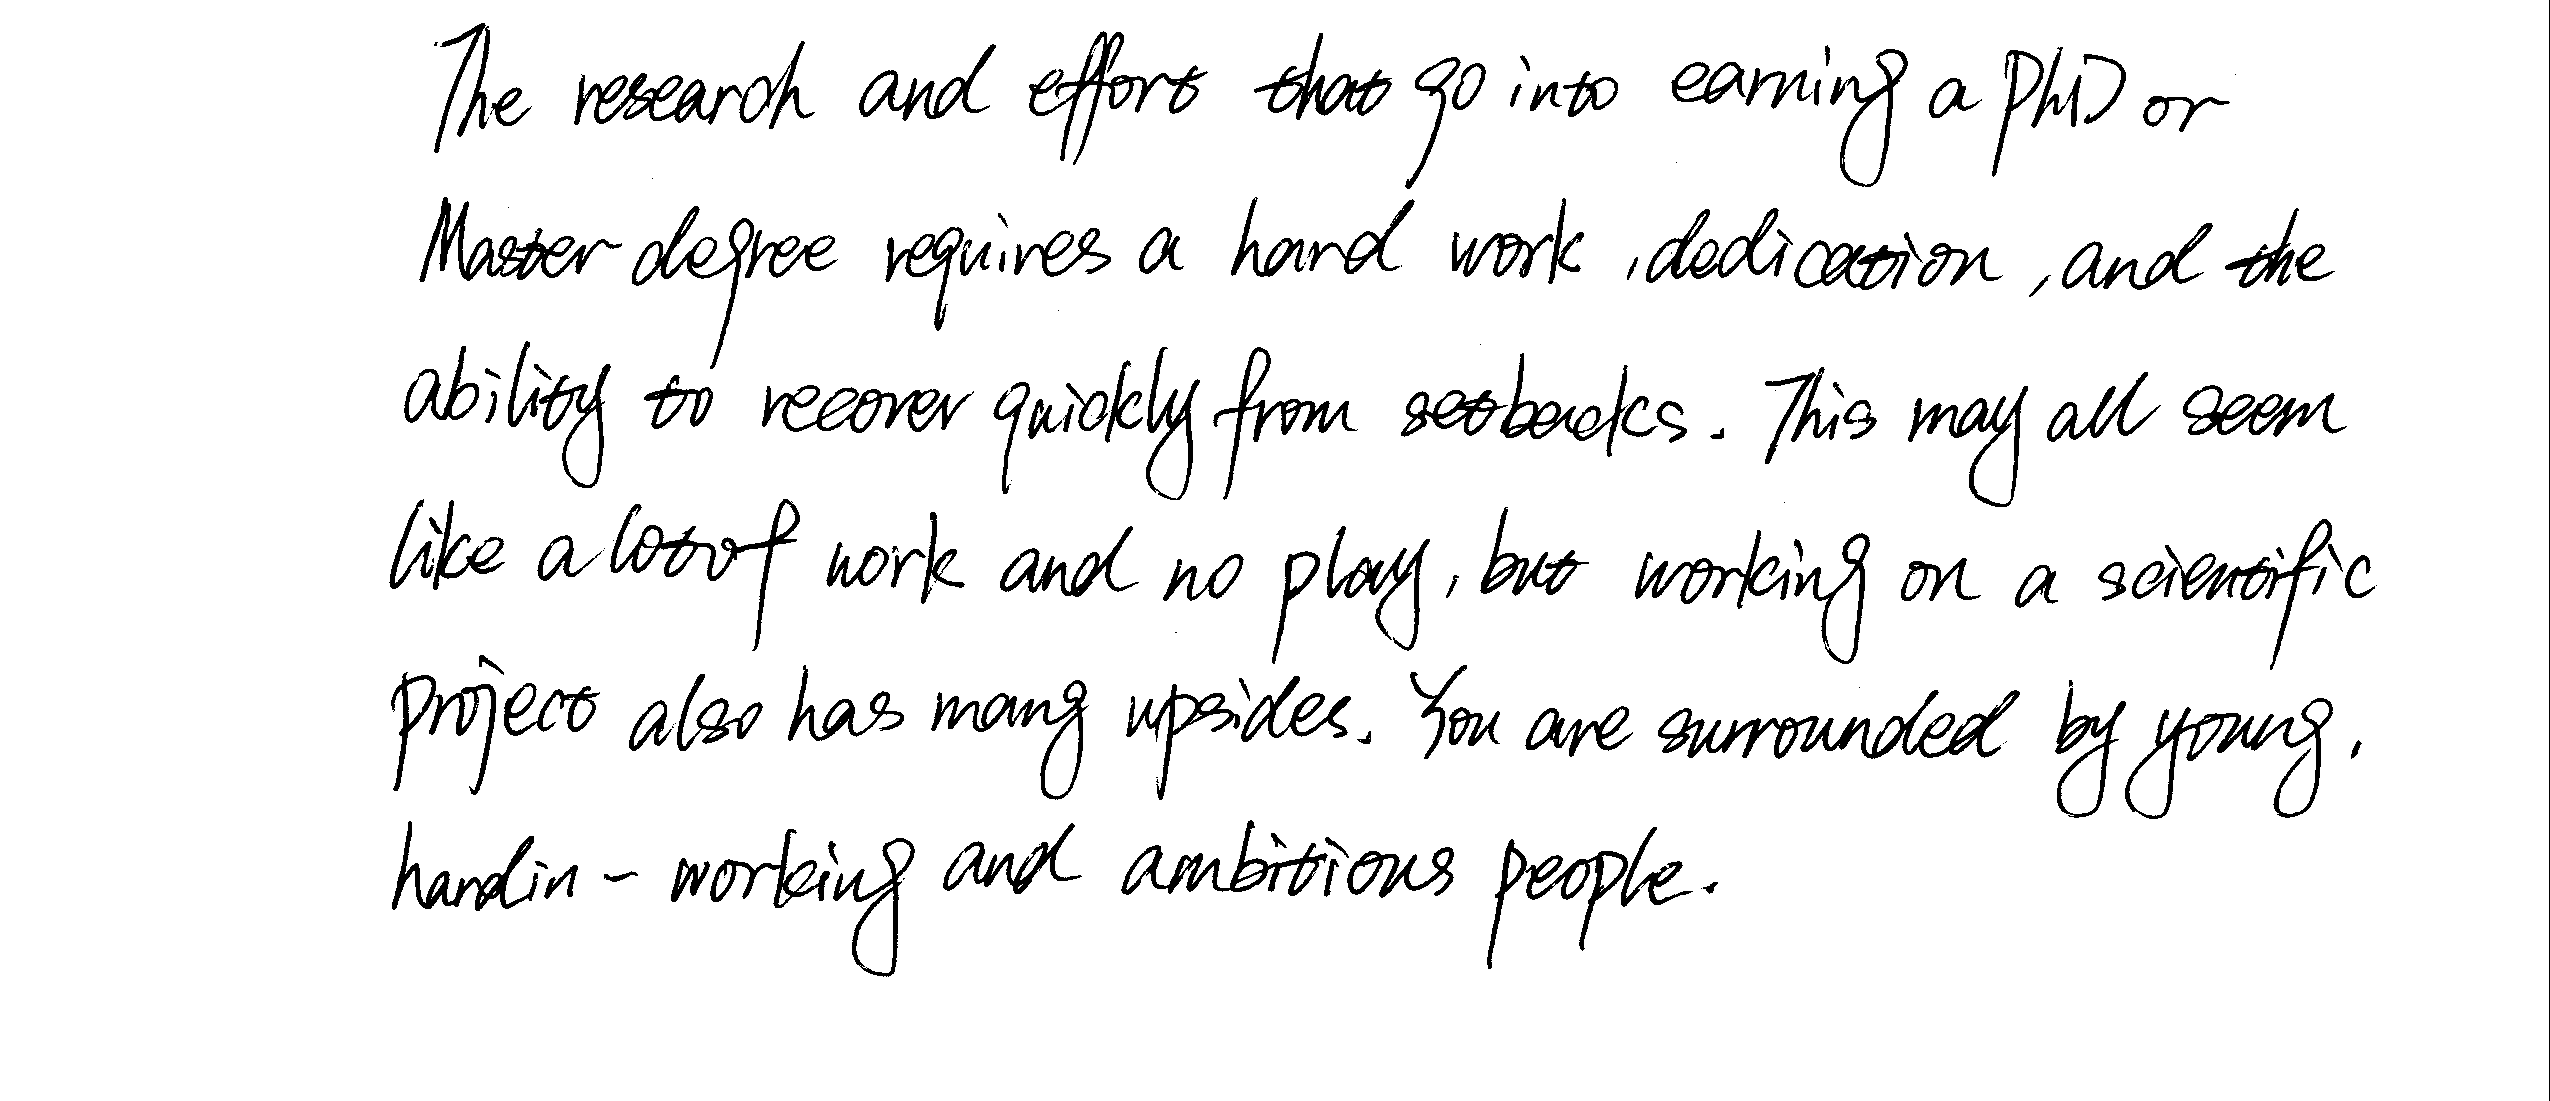 The research and effort that go into earning a PhD or
Master degree requires a hard work, dedication, and the
ability to recover quickly from setbacks. This may all seem
like a lot of work and no play, but working on a scientific
project also has many upsides. You are surrounded by young,
hardin-working and ambitious people.